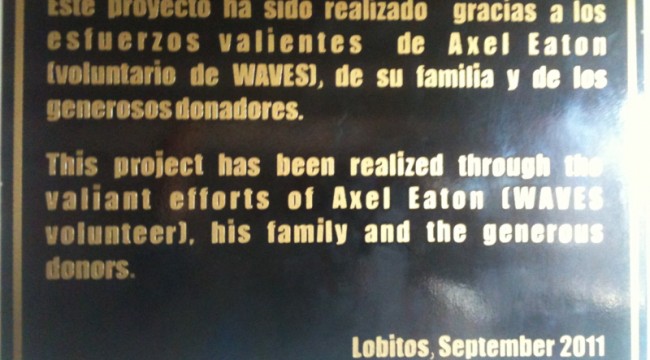 Este proyecto ha sido realizado gracias a los
esfuerzos valientes de Axel Eaton
(voluntario de WAVES), de su familia y de los
generosos donadores.
This project has been realized through the
valiant efforts of Axel Eaton (WAVES
volunteer), his family and the generous
donors.
Lobitos, September 2011